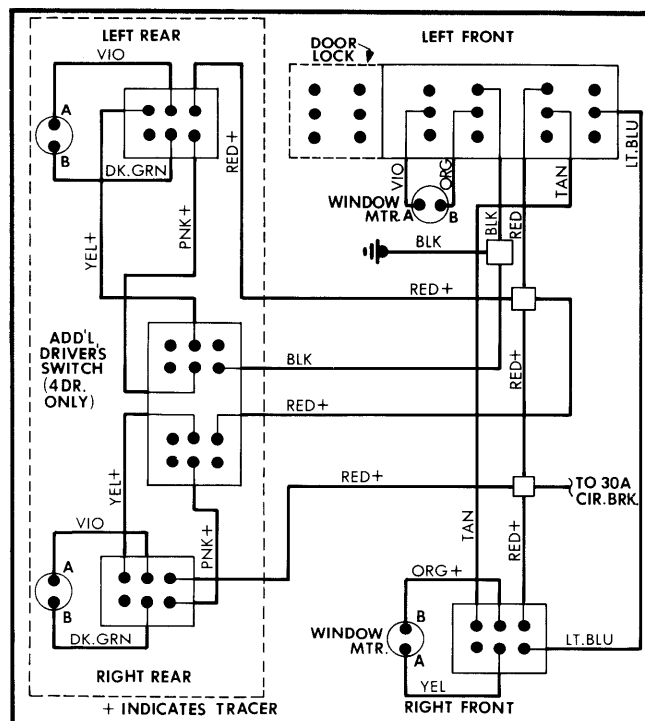 LEFT REAR
DOOR LOCK
LEFT FRONT
VIO
A
B
DK.GRN
RED+
YEL+
PNK+
VIO
ORG
WINDOW MTR.
A
B
BLK
RED
TAN
LT.BLU
BLK
RED+
ADD'L DRIVER'S SWITCH (4 DR. ONLY)
BLK
RED+
RED+
YEL+
PNK+
RED+
TO 30A CIR. BRK.
TAN
RED+
VIO
A
B
DK.GRN
ORG+
B
A
WINDOW MTR.
YEL
LT.BLU
RIGHT REAR
RIGHT FRONT
+ INDICATES TRACER